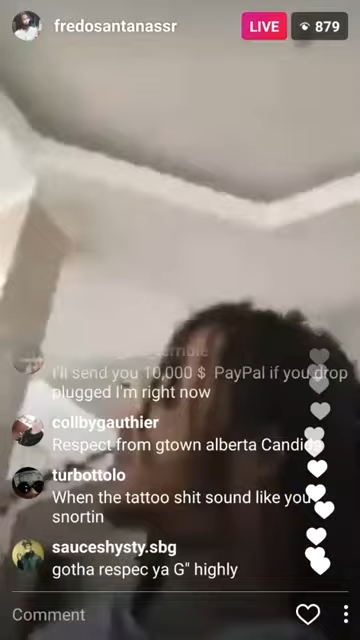 fredosantanassr
LIVE
879
I'll send you 10,000 $ PayPal if you drop
plugged I'm right now
collbygauthier
Respect from gtown alberta Candida
turbottolo
When the tattoo shit sound like you
snortin
sauceshysty.sbg
gotha respec ya G" highly
Comment